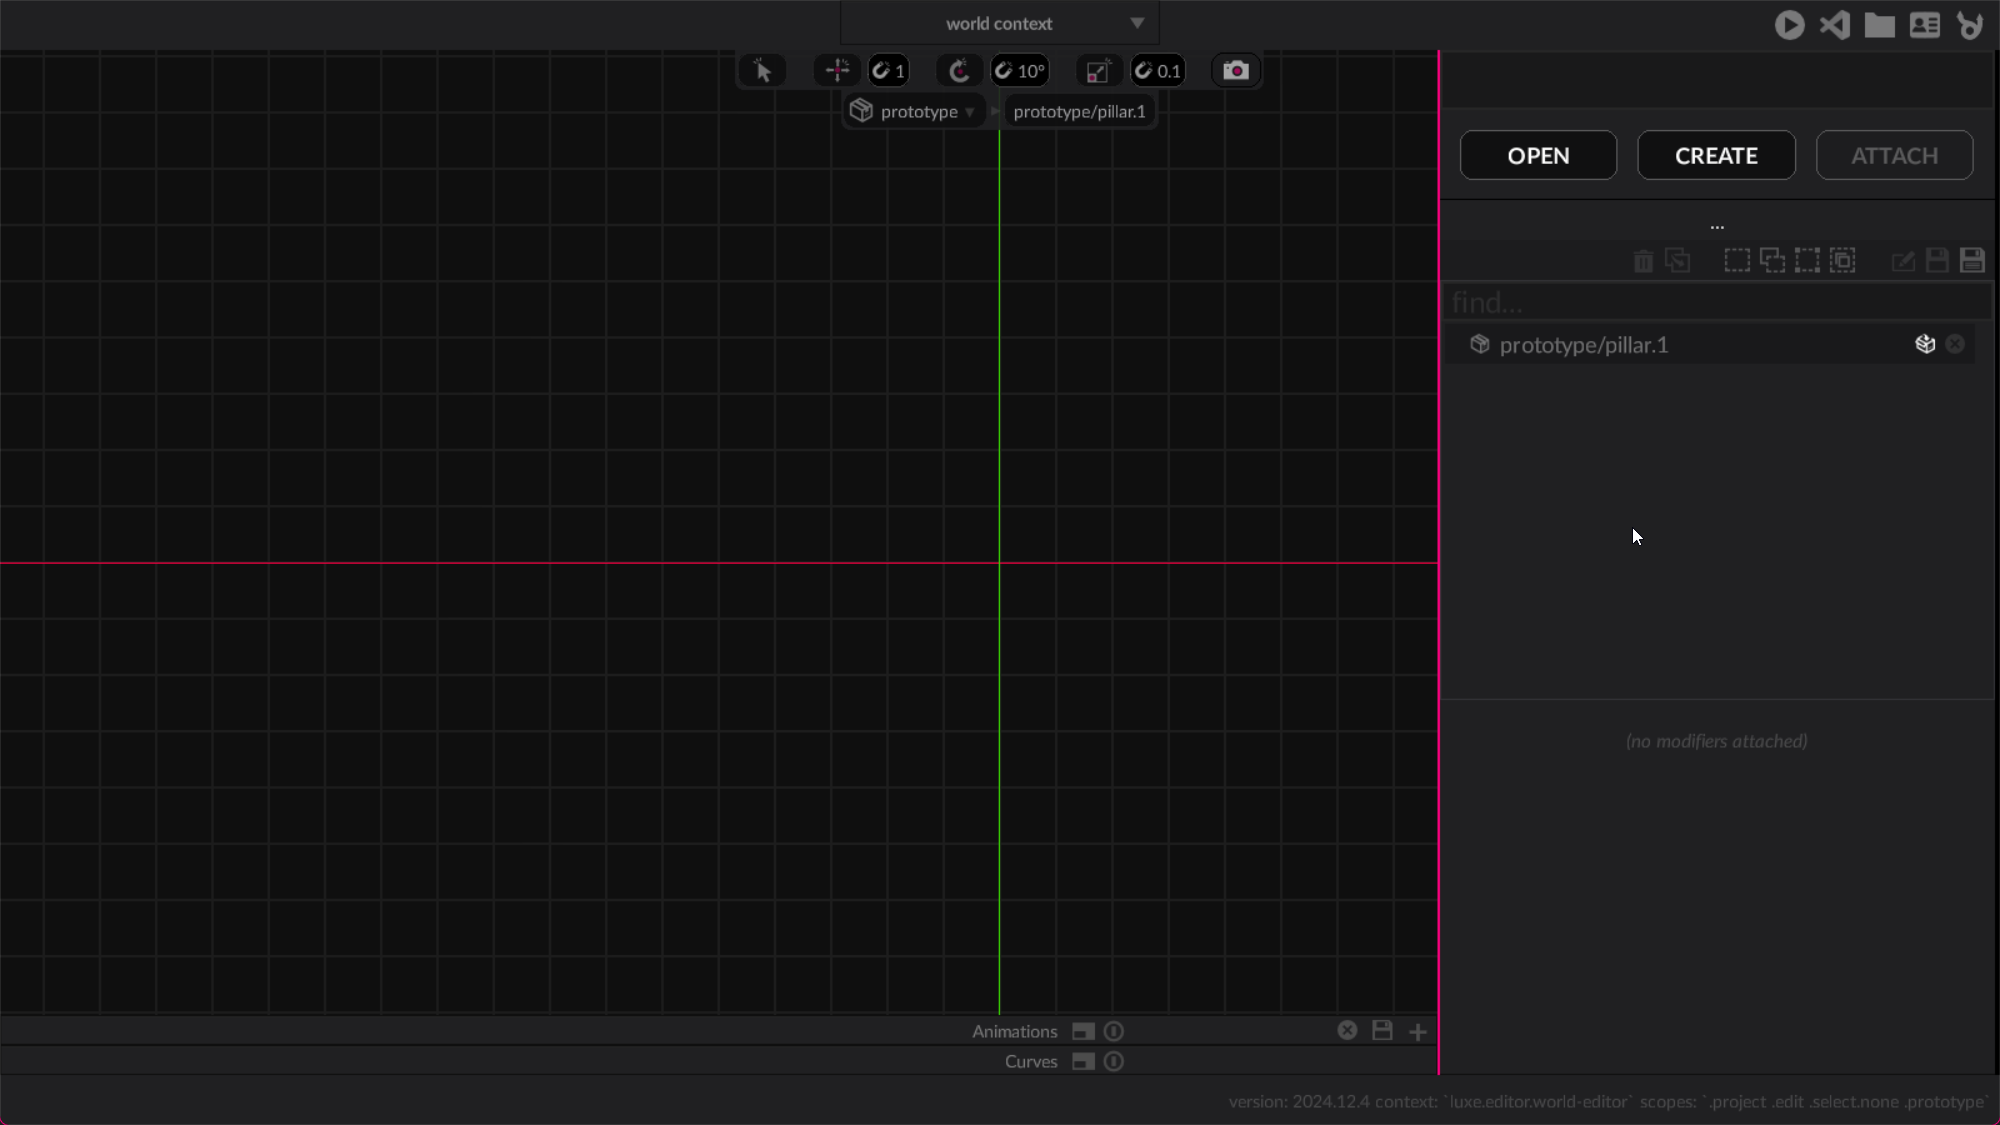 world context
1
10°
0.1
prototype
prototype/pillar.1
OPEN
CREATE
ATTACH
...
find...
prototype/pillar.1
(no modifiers attached)
Animations
Curves
version: 2024.12.4 context: `luxe.editor.world-editor` scopes: `.project .edit .select.none .prototype`